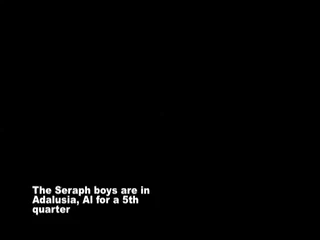 The Seraph boys are in
Adalusia, Al for a 5th
quarter